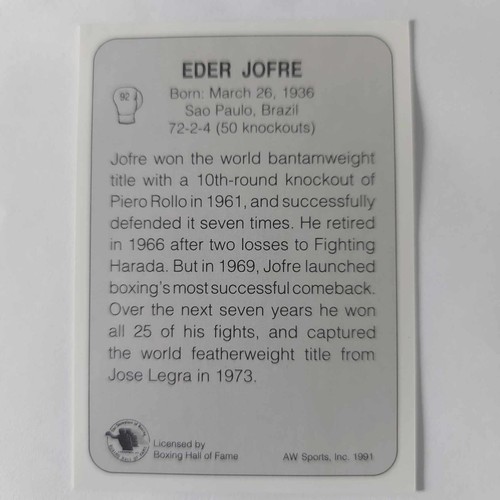 EDER JOFRE
92
Born: March 26, 1936
Sao Paulo, Brazil
72-2-4 (50 knockouts)
Jofre won the world bantamweight
title with a 10th-round knockout of
Piero Rollo in 1961, and successfully
defended it seven times. He retired
in 1966 after two losses to Fighting
Harada. But in 1969, Jofre launched
boxing's most successful comeback.
Over the next seven years he won
all 25 of his fights, and captured
the world featherweight title from
Jose Legra in 1973.
Licensed by
Boxing Hall of Fame
AW Sports, Inc. 1991